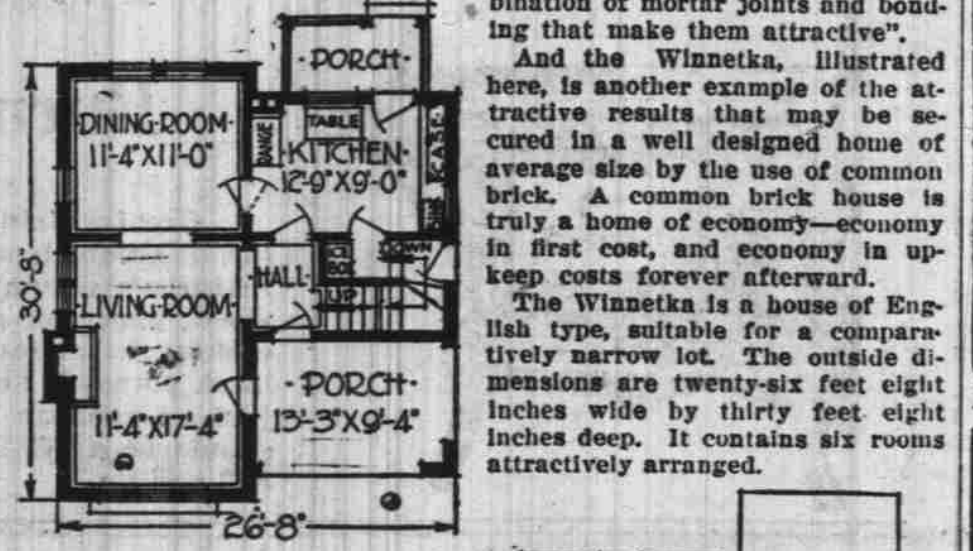 bination of mortar joints and bond-
ing that make them attractive".
And the Winnetka, illustrated
here, is another example of the at-
tractive results that may be se-
cured in a well designed home of
average size by the use of common
brick. A common brick house is
truly a home of economy—economy
in first cost, and economy in up-
keep costs forever afterward.
The Winnetka is a house of Eng-
lish type, suitable for a compara-
tively narrow lot. The outside di-
mensions are twenty-six feet eight
inches wide by thirty feet eight
inches deep. It contains six rooms
attractively arranged.
·PORCH·
·DINING·ROOM·
11'-4"X11'-0"
RANGE
TABLE
·KITCHEN·
12'-9"X9'-0"
CASE
DOWN
·HALL·
UP
30'-8"
·LIVING·ROOM·
11'-4"X17'-4"
·PORCH·
13'-3"X9'-4"
26'-8"